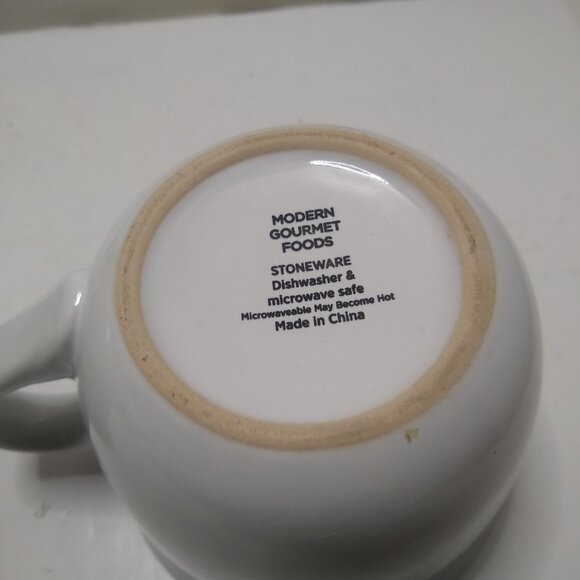 MODERN
GOURMET
FOODS
STONEWARE
Dishwasher &
microwave safe
Microwaveable May Become Hot
Made in China